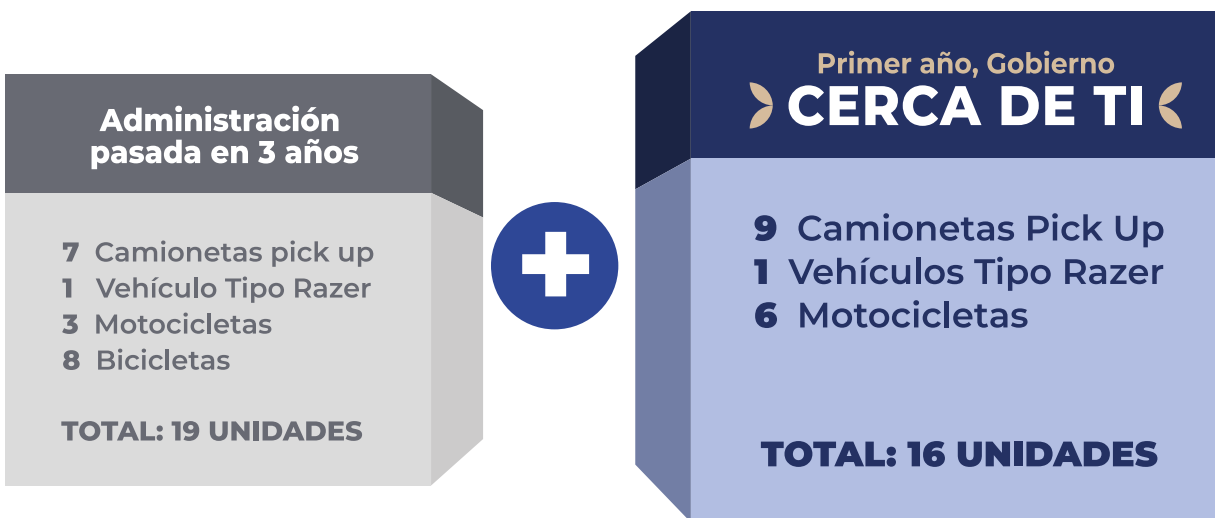 Administración
pasada en 3 años
7 Camionetas pick up
1 Vehículo Tipo Razer
3 Motocicletas
8 Bicicletas
TOTAL: 19 UNIDADES
Primer año, Gobierno
CERCA DE TI
9 Camionetas Pick Up
1 Vehículos Tipo Razer
6 Motocicletas
TOTAL: 16 UNIDADES